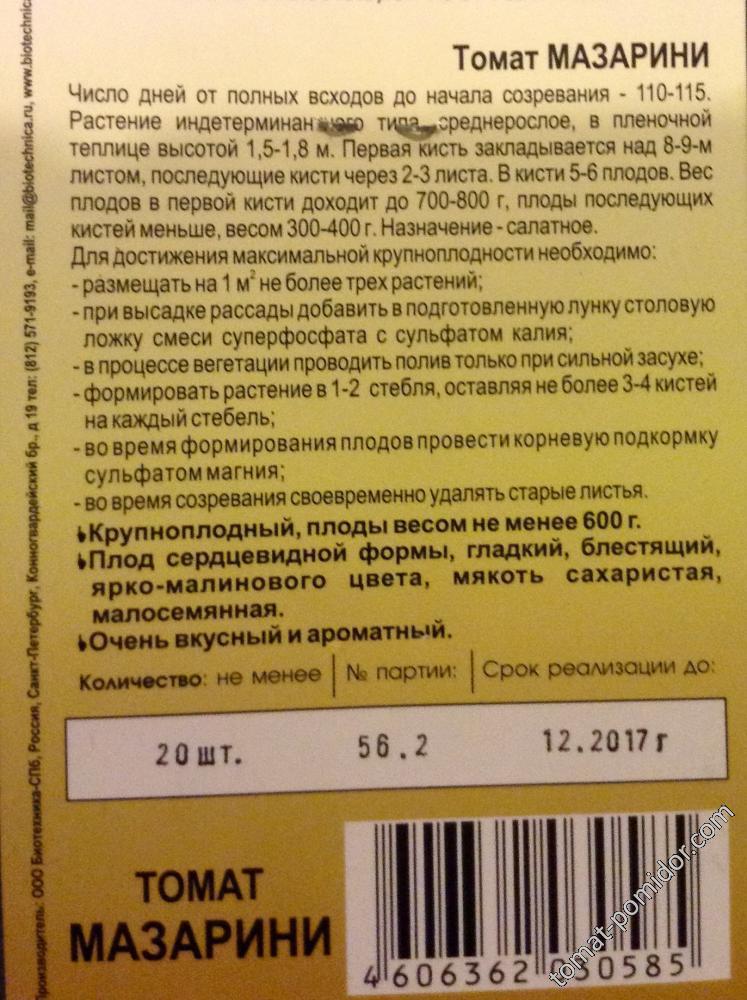 Томат МАЗАРИНИ
Число дней от полных всходов до начала созревания - 110-115.
Растение индетерминантного типа, среднерослое, в пленочной
теплице высотой 1,5-1,8 м. Первая кисть закладывается над 8-9-м
листом, последующие кисти через 2-3 листа. В кисти 5-6 плодов. Вес
плодов в первой кисти доходит до 700-800 г, плоды последующих
кистей меньше, весом 300-400 г. Назначение - салатное.
Для достижения максимальной крупноплодности необходимо:
- размещать на 1 м² не более трех растений;
- при высадке рассады добавить в подготовленную лунку столовую
ложку смеси суперфосфата с сульфатом калия;
- в процессе вегетации проводить полив только при сильной засухе;
- формировать растение в 1-2 стебля, оставляя не более 3-4 кистей
на каждый стебель;
- во время формирования плодов провести корневую подкормку
сульфатом магния;
- во время созревания своевременно удалять старые листья.
Крупноплодный, плоды весом не менее 600 г.
Плод сердцевидной формы, гладкий, блестящий,
ярко-малинового цвета, мякоть сахаристая,
малосемянная.
Очень вкусный и ароматный.
Количество: не менее | № партии: | Срок реализации до:
20 шт. 56.2 12.2017 г
ТОМАТ
МАЗАРИНИ
4 606362 030585
Производитель: ООО Биотехника-СПб, Россия, Санкт-Петербург, Конногвардейский бр., д 19 тел: (812) 571-9193, e-mail: mail@biotechnica.ru, www.biotechnica
tomat-pomidor.com